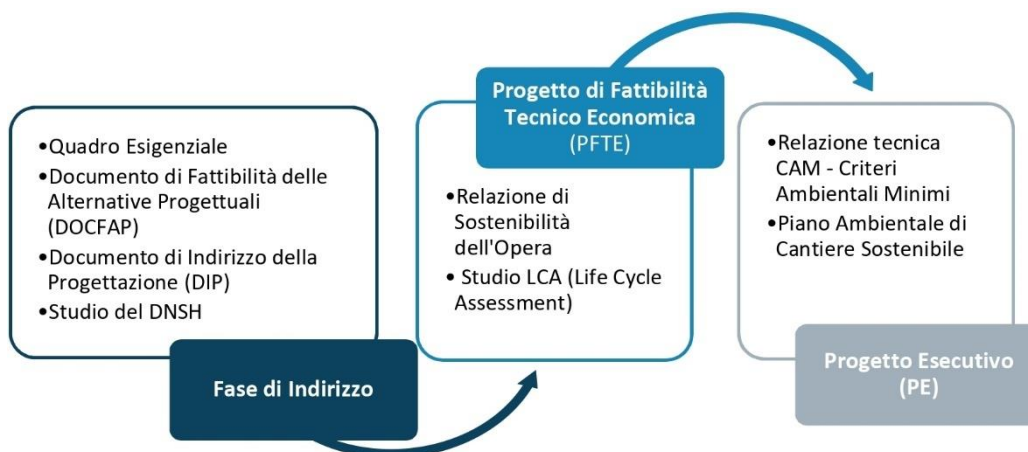 •Quadro Esigenziale
•Documento di Fattibilità delle
Alternative Progettuali
(DOCFAP)
•Documento di Indirizzo della
Progettazione (DIP)
•Studio del DNSH
Fase di Indirizzo
Progetto di Fattibilità
Tecnico Economica
(PFTE)
•Relazione di
Sostenibilità
dell'Opera
• Studio LCA (Life Cycle
Assessment)
•Relazione tecnica
CAM - Criteri
Ambientali Minimi
•Piano Ambientale di
Cantiere Sostenibile
Progetto Esecutivo
(PE)